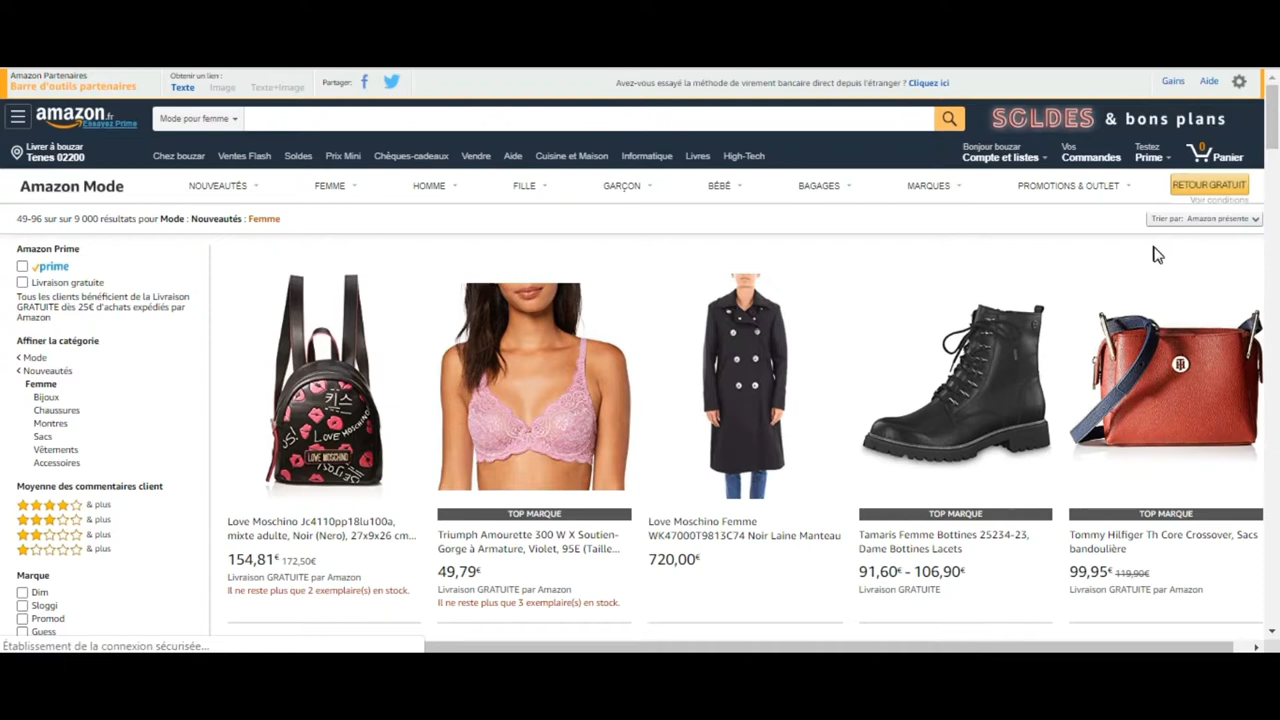 Amazon Partenaires
Barre d'outils partenaires
Obtenir un lien :
Texte Image Texte+Image
Partager:
Avez-vous essayé la méthode de virement bancaire direct depuis l'étranger ? Cliquez ici
Gains Aide
amazon.fr
Essayez Prime
Mode pour femme
SOLDES & bons plans
Livrer à bouzar
Tenes 02200
Chez bouzar Ventes Flash Soldes Prix Mini Chèques-cadeaux Vendre Aide Cuisine et Maison Informatique Livres High-Tech
Bonjour bouzar
Compte et listes
Vos
Commandes
Testez
Prime
0
Panier
Amazon Mode
NOUVEAUTÉS FEMME HOMME FILLE GARÇON BÉBÉ BAGAGES MARQUES PROMOTIONS & OUTLET
RETOUR GRATUIT
Voir conditions
49-96 sur sur 9 000 résultats pour Mode : Nouveautés : Femme
Trier par: Amazon présente
Amazon Prime
prime
Livraison gratuite
Tous les clients bénéficient de la Livraison
GRATUITE dès 25€ d'achats expédiés par
Amazon
Affiner la catégorie
Mode
Nouveautés
Femme
Bijoux
Chaussures
Montres
Sacs
Vêtements
Accessoires
Moyenne des commentaires client
& plus
& plus
& plus
& plus
Marque
Dim
Sloggi
Promod
Guess
키스
LOVE MOSCHINO
LOVE MOSCHINO
Love Moschino Jc4110pp18lu100a,
mixte adulte, Noir (Nero), 27x9x26 cm...
154,81€ 172,50€
Livraison GRATUITE par Amazon
Il ne reste plus que 2 exemplaire(s) en stock.
TOP MARQUE
Triumph Amourette 300 W X Soutien-
Gorge à Armature, Violet, 95E (Taille...
49,79€
Livraison GRATUITE par Amazon
Il ne reste plus que 3 exemplaire(s) en stock.
Love Moschino Femme
WK47000T9813C74 Noir Laine Manteau
720,00€
TOP MARQUE
Tamaris Femme Bottines 25234-23,
Dame Bottines Lacets
91,60€ - 106,90€
Livraison GRATUITE
TOP MARQUE
Tommy Hilfiger Th Core Crossover, Sacs
bandoulière
99,95€ 119,90€
Livraison GRATUITE par Amazon
Établissement de la connexion sécurisée...